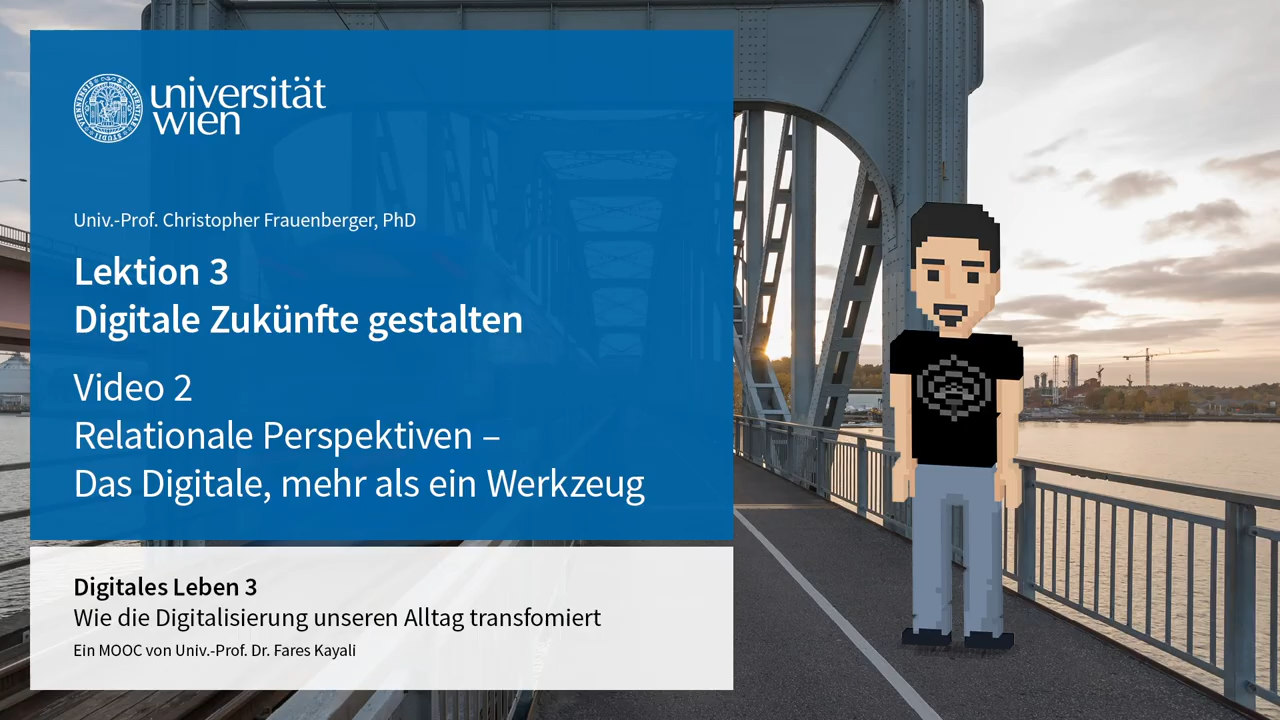 universität
wien
Univ.-Prof. Christopher Frauenberger, PhD
Lektion 3
Digitale Zukünfte gestalten
Video 2
Relationale Perspektiven –
Das Digitale, mehr als ein Werkzeug
Digitales Leben 3
Wie die Digitalisierung unseren Alltag transfomiert
Ein MOOC von Univ.-Prof. Dr. Fares Kayali